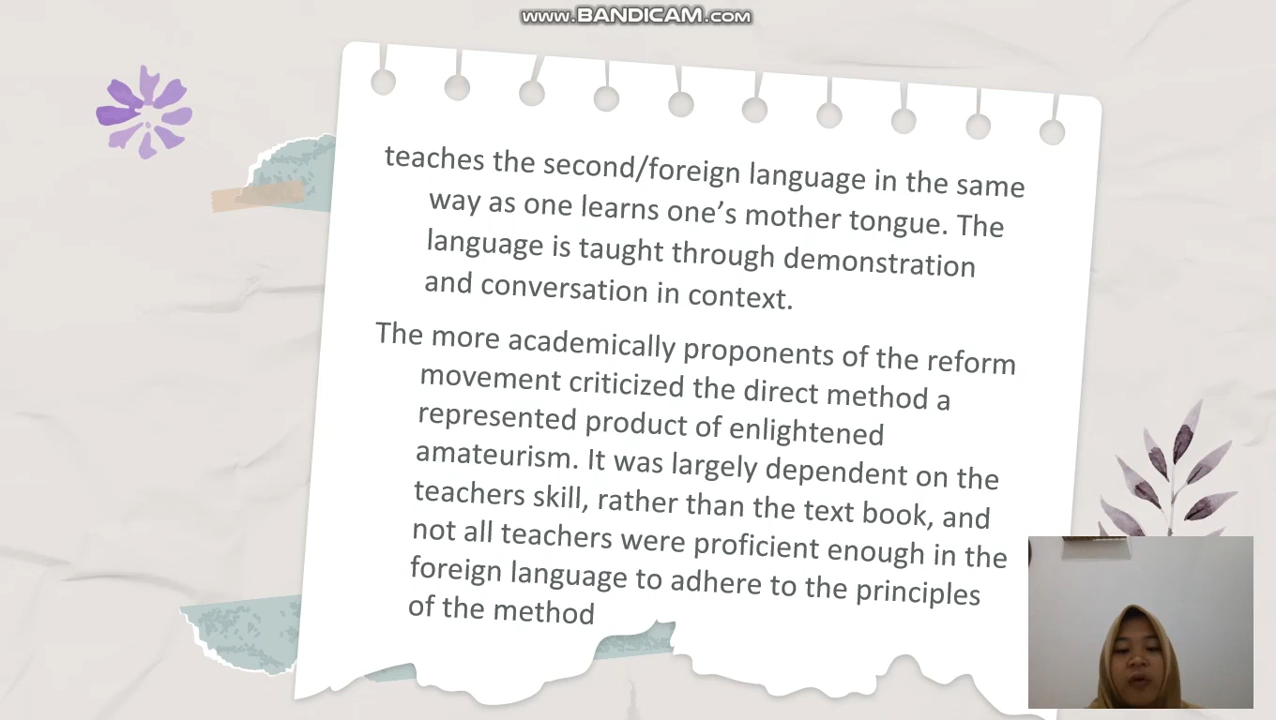 www.BANDICAM.com
teaches the second/foreign language in the same
way as one learns one’s mother tongue. The
language is taught through demonstration
and conversation in context.
The more academically proponents of the reform
movement criticized the direct method a
represented product of enlightened
amateurism. It was largely dependent on the
teachers skill, rather than the text book, and
not all teachers were proficient enough in the
foreign language to adhere to the principles
of the method